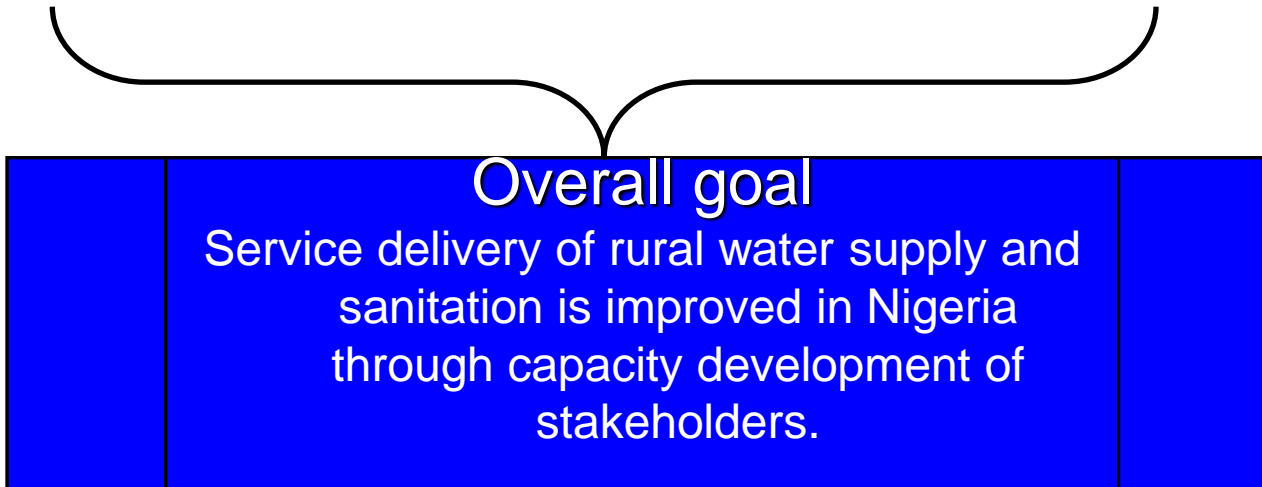 Overall goal
Service delivery of rural water supply and
sanitation is improved in Nigeria
through capacity development of
stakeholders.